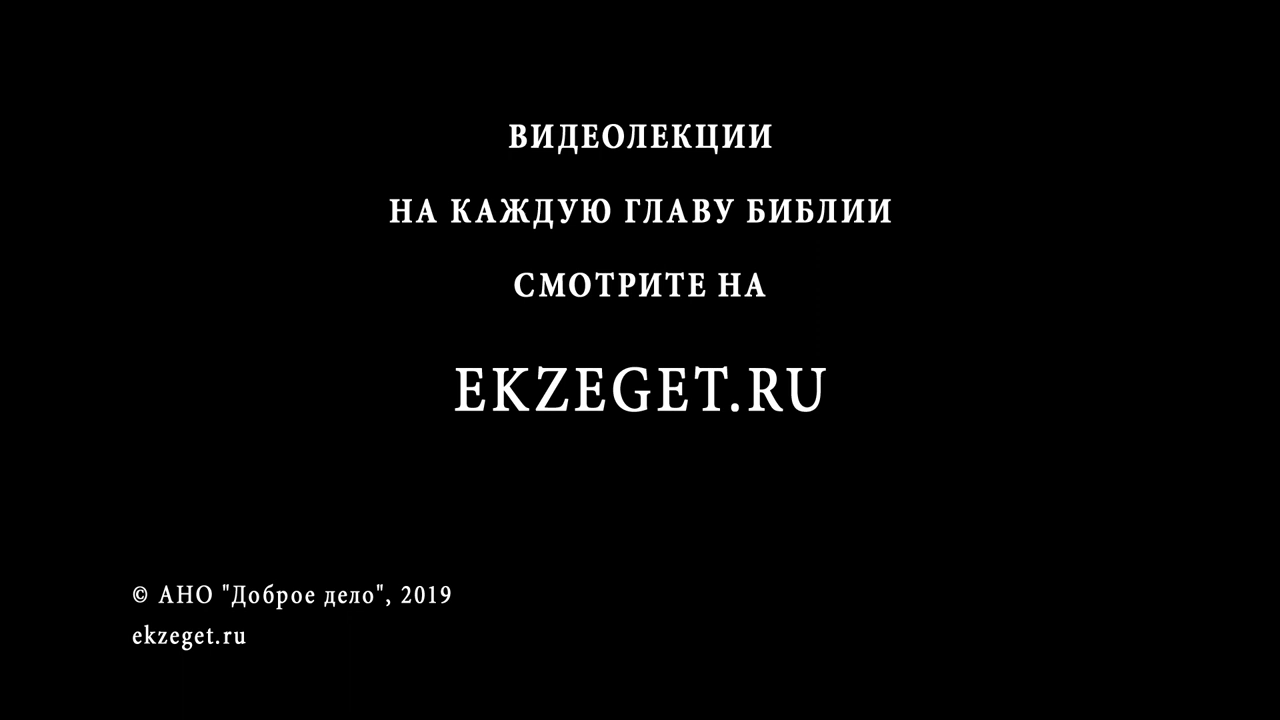 ВИДЕОЛЕКЦИИ
НА КАЖДУЮ ГЛАВУ БИБЛИИ
СМОТРИТЕ НА
EKZEGET.RU
© АНО "Доброе дело", 2019
ekzeget.ru